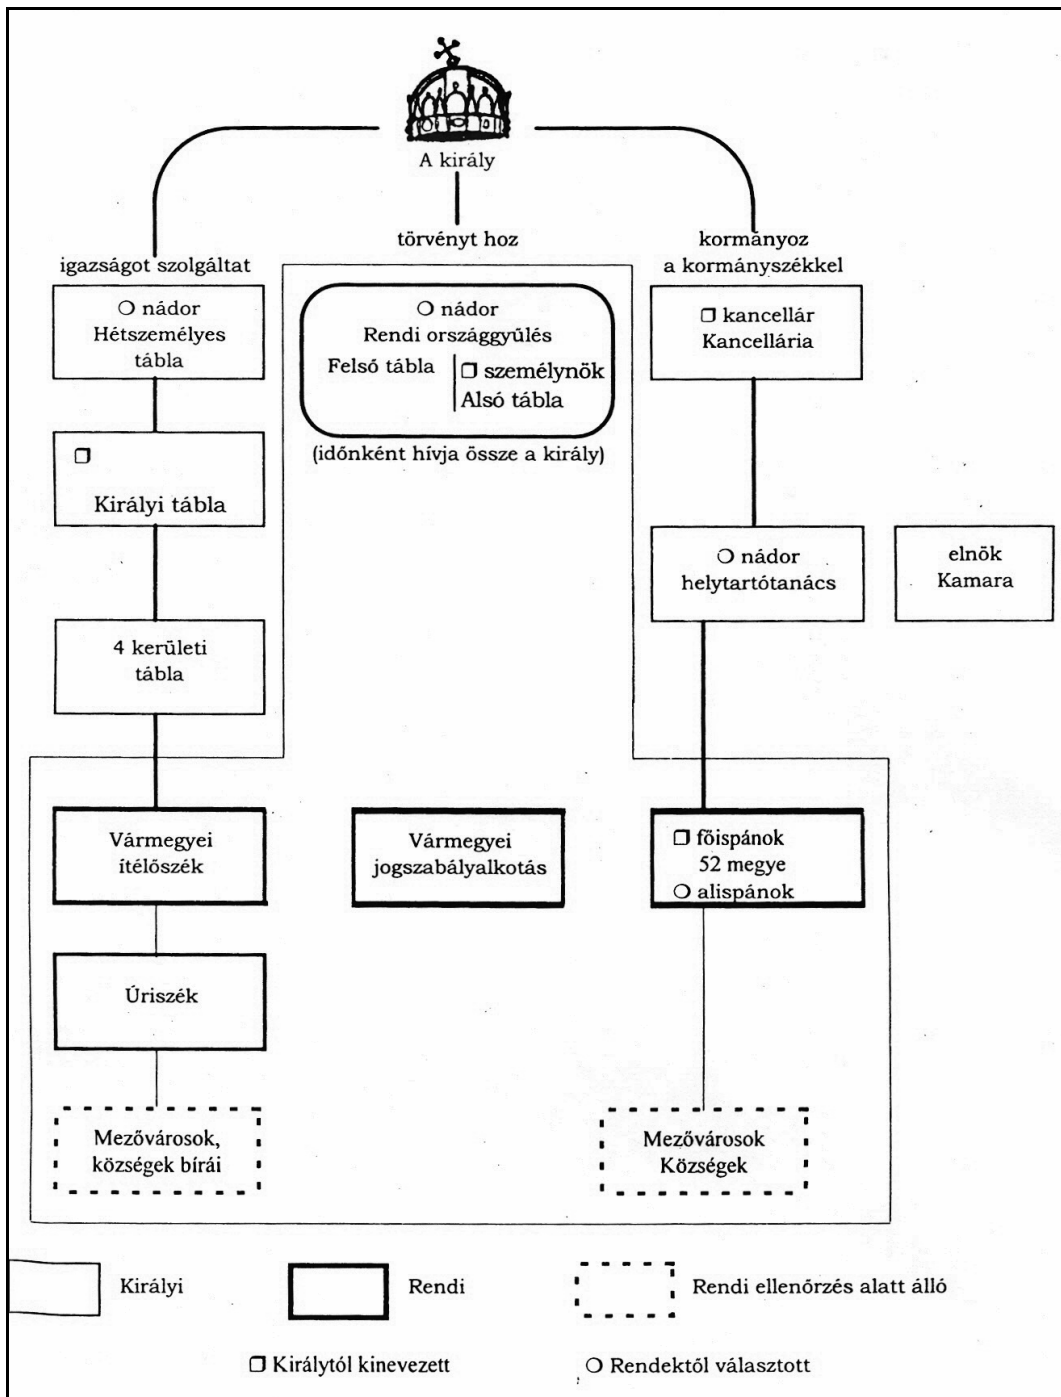 A király
igazságot szolgáltat
törvényt hoz
kormányoz
a kormányszékkel
○ nádor
Hétszemélyes
tábla
○ nádor
Rendi országgyűlés
Felső tábla
❒ személynök
Alsó tábla
(időnként hívja össze a király)
❒ kancellár
Kancellária
❒
Királyi tábla
○ nádor
helytartótanács
elnök
Kamara
4 kerületi
tábla
Vármegyei
ítélőszék
Vármegyei
jogszabályalkotás
❒ főispánok
52 megye
○ alispánok
Úriszék
Mezővárosok,
községek bírái
Mezővárosok
Községek
Királyi
Rendi
Rendi ellenőrzés alatt álló
❒ Királytól kinevezett
○ Rendektől választott